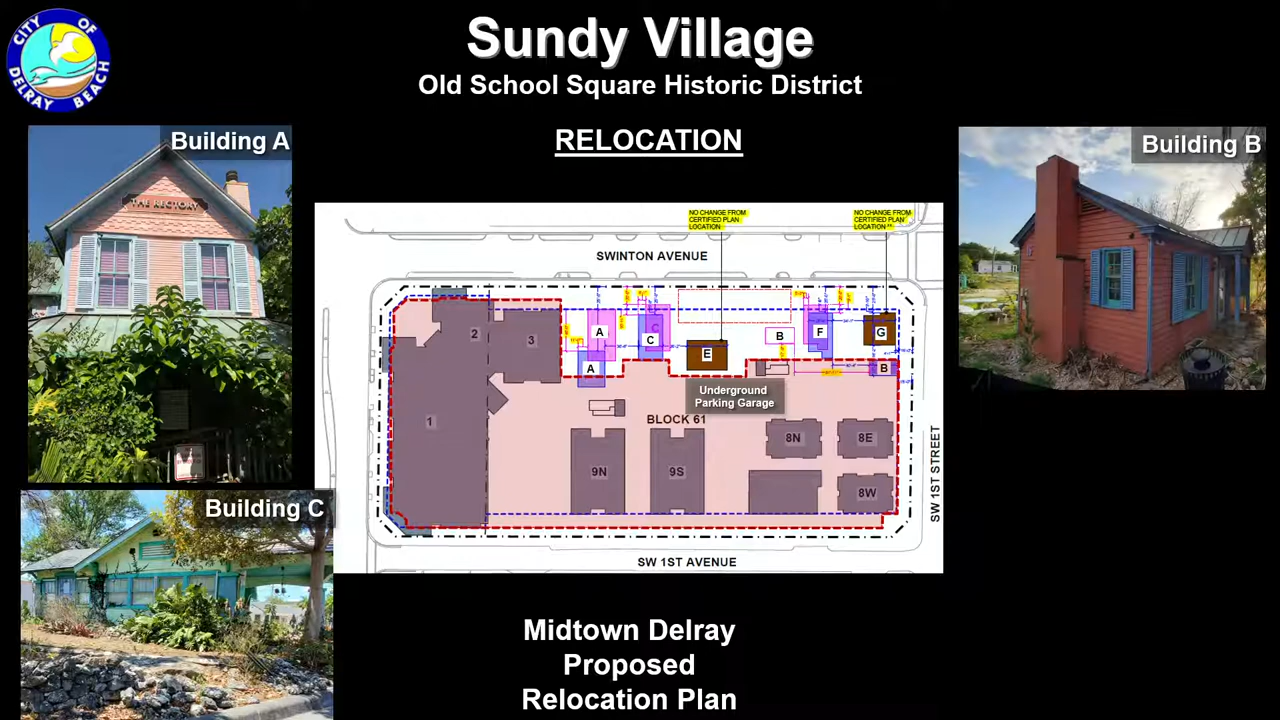 CITY OF
DELRAY BEACH
Sundy Village
Old School Square Historic District
RELOCATION
Building A
THE RECTORY
Building B
Building C
NO CHANGE FROM
CERTIFIED PLAN
LOCATION
NO CHANGE FROM
CERTIFIED PLAN
LOCATION **
SWINTON AVENUE
2
3
1
A
A
C
C
E
B
F
G
B
Underground
Parking Garage
BLOCK 61
9N
9S
8N
8E
8W
SW 1ST STREET
SW 1ST AVENUE
Midtown Delray
Proposed
Relocation Plan